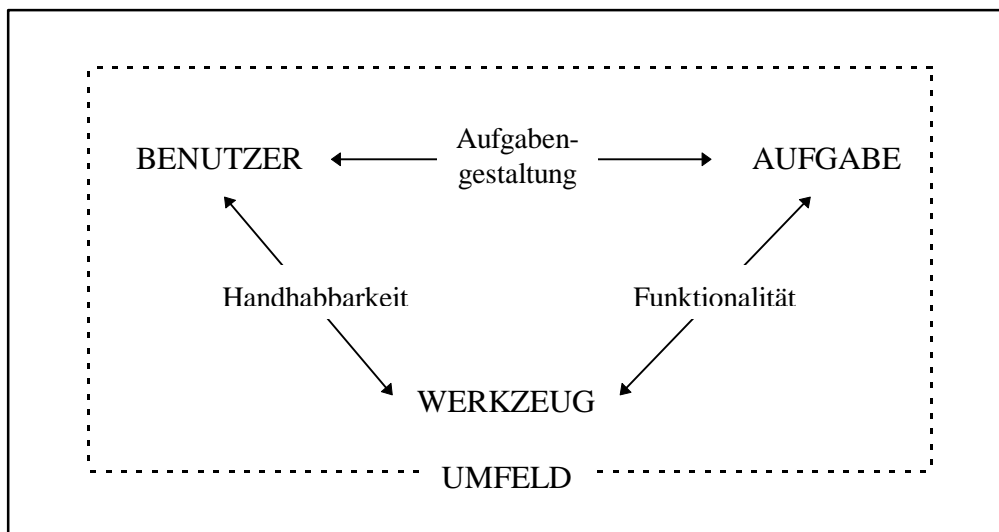 Aufgaben-
BENUTZER
AUFGABE
gestaltung
Handhabbarkeit
Funktionalität
WERKZEUG
UMFELD